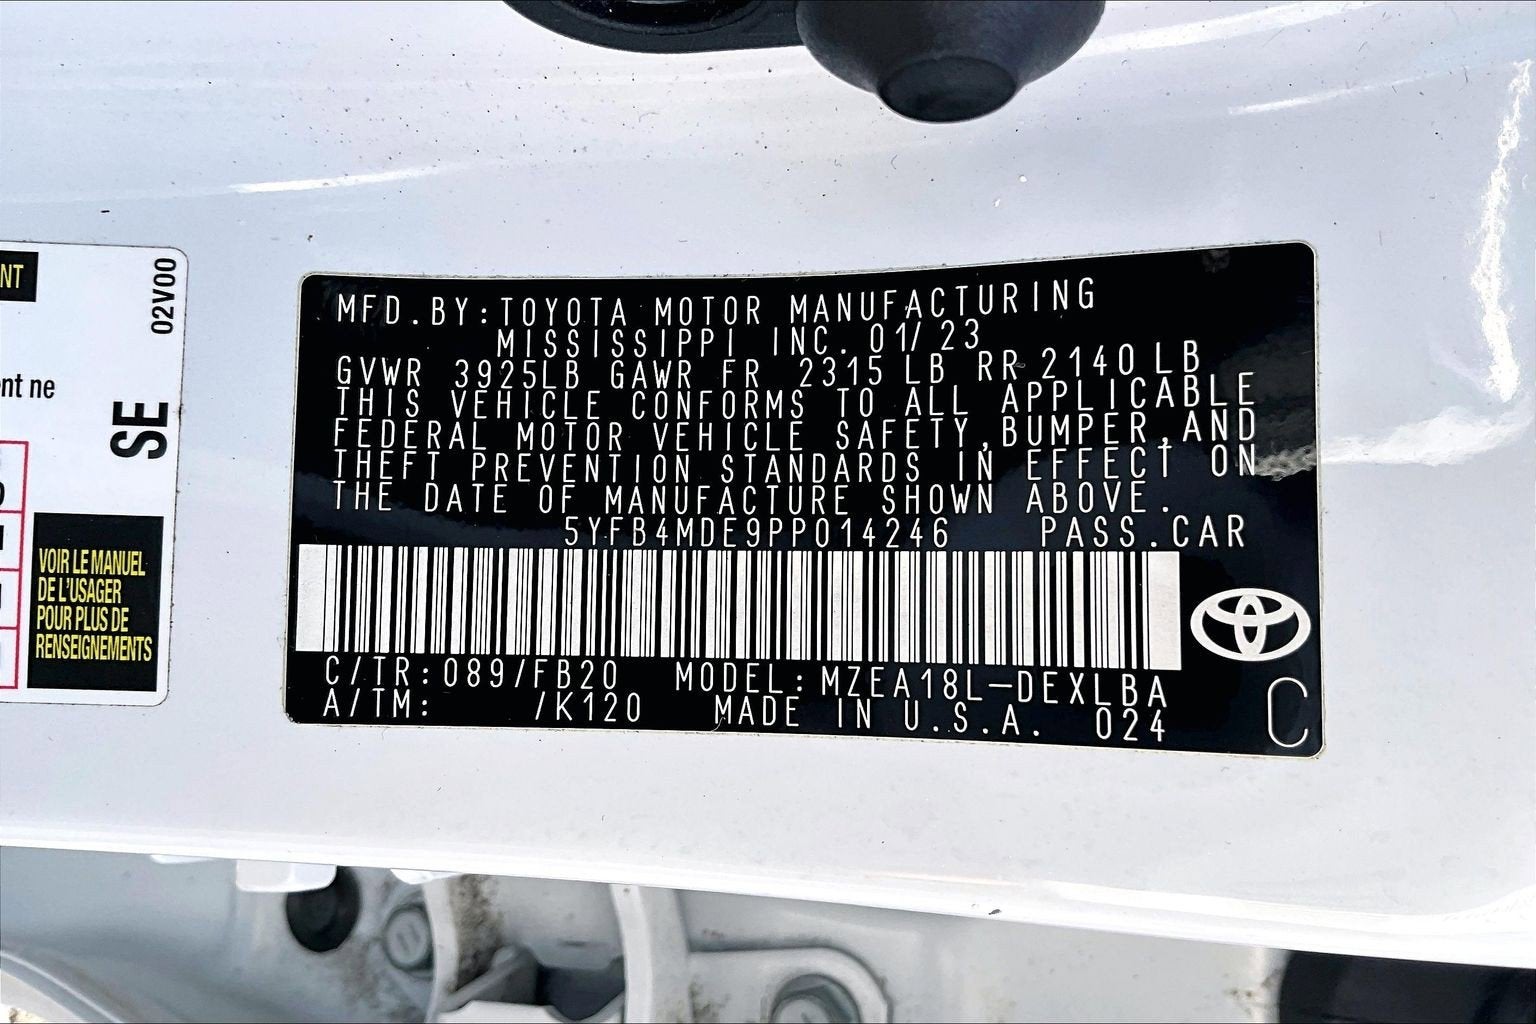 NT
02V00
nt ne
SE
VOIR LE MANUEL
DE L'USAGER
POUR PLUS DE
RENSEIGNEMENTS
MFD.BY:TOYOTA MOTOR MANUFACTURING
MISSISSIPPI INC. 01/23
GVWR 3925LB GAWR FR 2315 LB RR 2140 LB
THIS VEHICLE CONFORMS TO ALL APPLICABLE
FEDERAL MOTOR VEHICLE SAFETY,BUMPER,AND
THEFT PREVENTION STANDARDS IN EFFECT ON
THE DATE OF MANUFACTURE SHOWN ABOVE.
5YFB4MDE9PP014246 PASS.CAR
C/TR:089/FB20 MODEL:MZEA18L-DEXLBA
A/TM: /K120 MADE IN U.S.A. 024
C